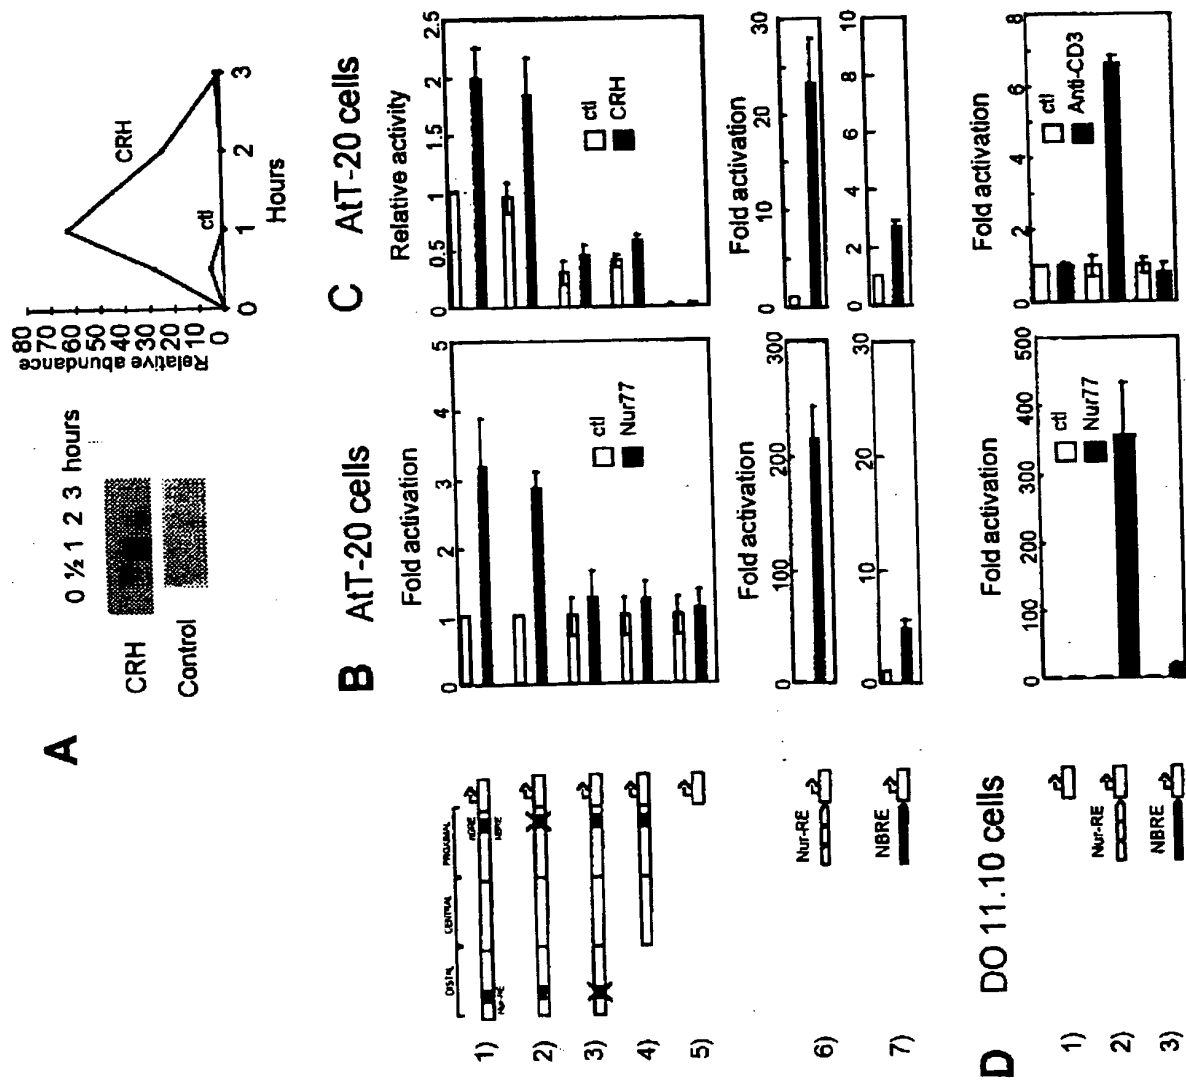 A
0 ½ 1 2 3 hours
CRH
Control
Relative abundance
80
70
60
50
40
30
20
10
0
CRH
ctl
0 1 2 3
Hours
B AtT-20 cells
Fold activation
0 1 2 3 4 5
ctl
Nur77
C AtT-20 cells
Relative activity
0 0.5 1 1.5 2 2.5
ctl
CRH
DISTAL CENTRAL PROXIMAL
Nur-RE
NBRE
1)
2)
3)
4)
5)
Fold activation
0 100 200 300
Fold activation
0 10 20 30
6)
Nur-RE
0 10 20 30
0 2 4 6 8 10
7)
NBRE
D DO 11.10 cells
Fold activation
0 100 200 300 400 500
ctl
Nur77
Fold activation
0 2 4 6 8
ctl
Anti-CD3
1)
2)
Nur-RE
3)
NBRE